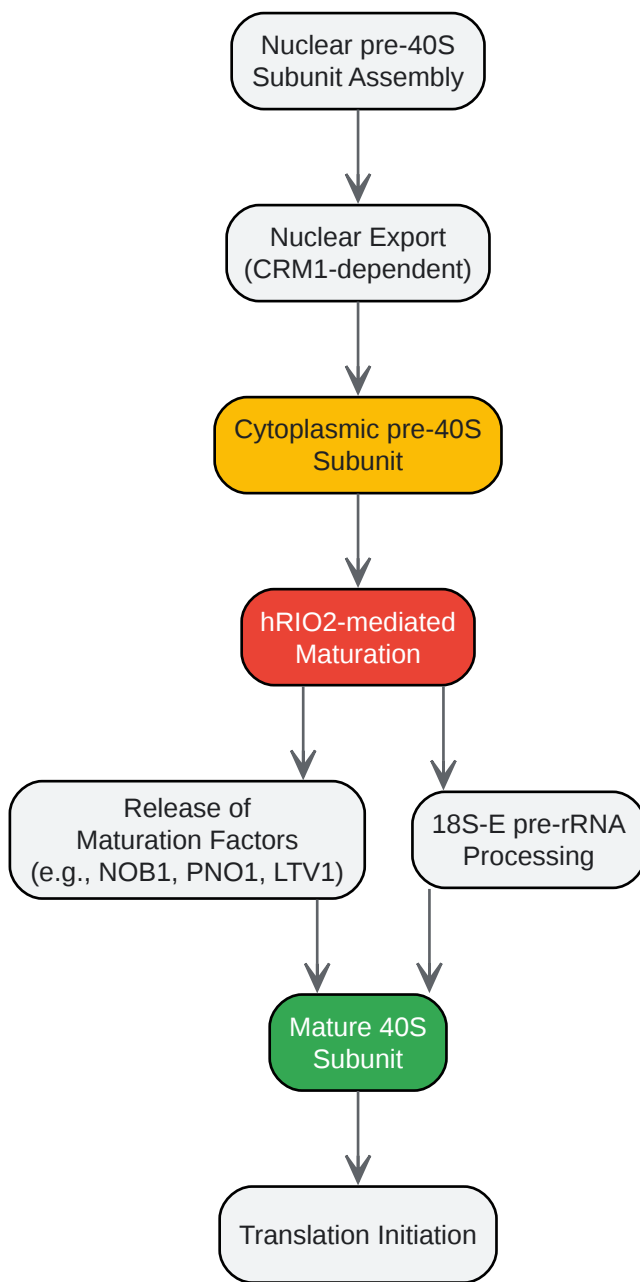 Nuclear pre-40S
Subunit Assembly
Nuclear Export
(CRM1-dependent)
Cytoplasmic pre-40S
Subunit
hRIO2-mediated
Maturation
Release of
Maturation Factors
(e.g., NOB1, PNO1, LTV1)
18S-E pre-rRNA
Processing
Mature 40S
Subunit
Translation Initiation